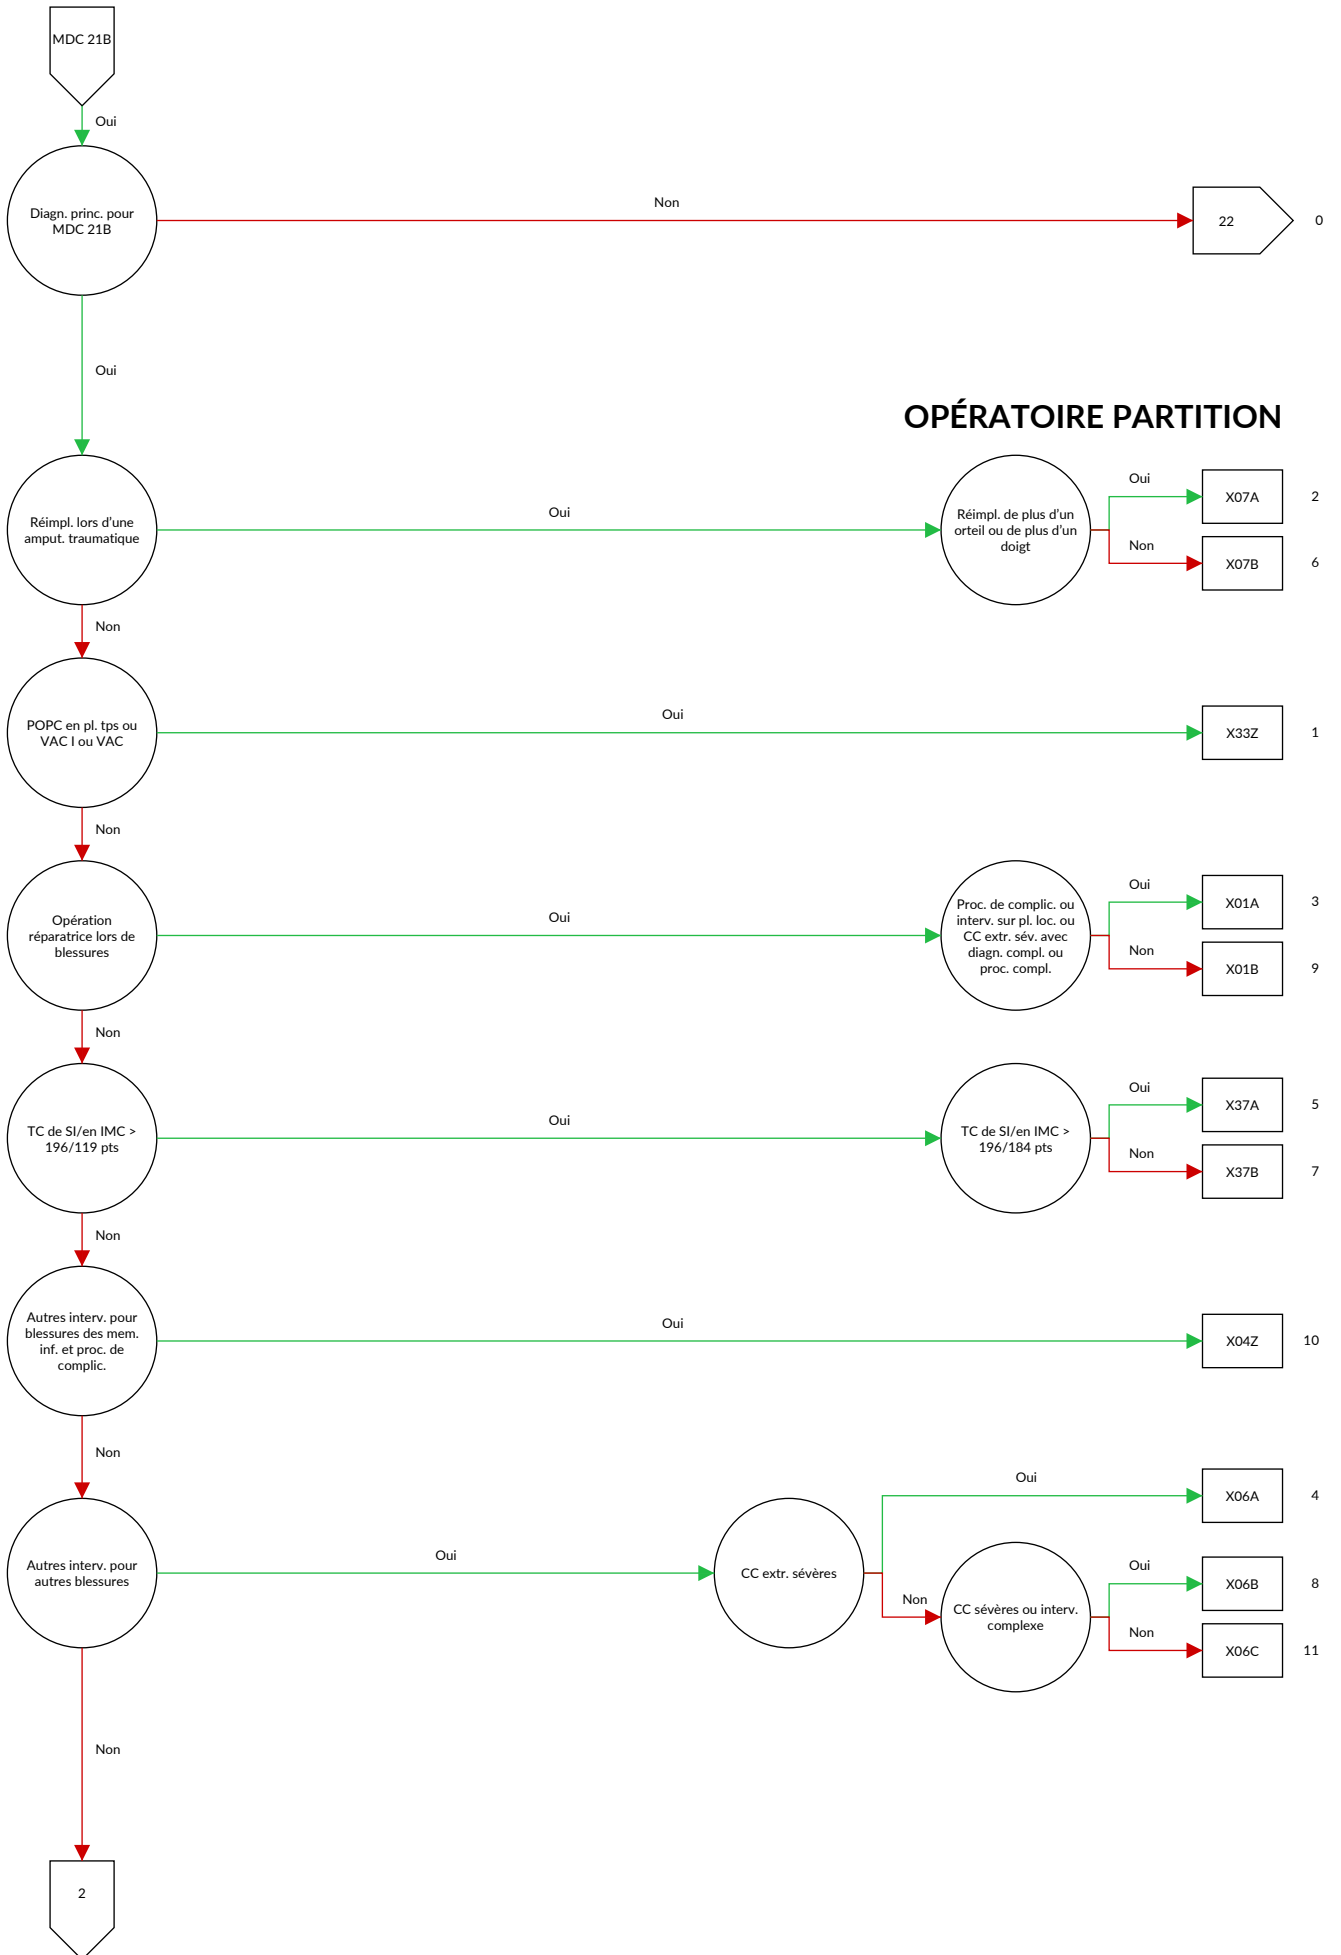 MDC 21B
Oui
Diagn. princ. pour
MDC 21B
Non
22
0
Oui
OPÉRATOIRE PARTITION
Réimpl. lors d'une
amput. traumatique
Oui
Réimpl. de plus d'un
orteil ou de plus d'un
doigt
Oui
X07A
2
Non
X07B
6
Non
POPC en pl. tps ou
VAC I ou VAC
Oui
X33Z
1
Non
Opération
réparatrice lors de
blessures
Oui
Proc. de complic. ou
interv. sur pl. loc. ou
CC extr. sév. avec
diagn. compl. ou
proc. compl.
Oui
X01A
3
Non
X01B
9
Non
TC de SI/en IMC >
196/119 pts
Oui
TC de SI/en IMC >
196/184 pts
Oui
X37A
5
Non
X37B
7
Non
Autres interv. pour
blessures des mem.
inf. et proc. de
complic.
Oui
X04Z
10
Non
Autres interv. pour
autres blessures
Oui
CC extr. sévères
Oui
X06A
4
Non
CC sévères ou interv.
complexe
Oui
X06B
8
Non
X06C
11
Non
2